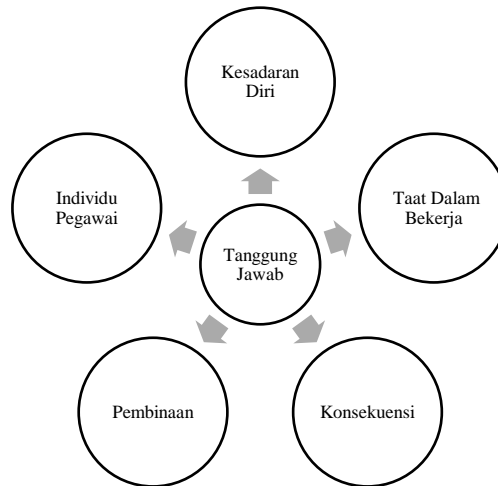 Kesadaran
Diri
Individu
Pegawai
Taat Dalam
Bekerja
Tanggung
Jawab
Pembinaan
Konsekuensi